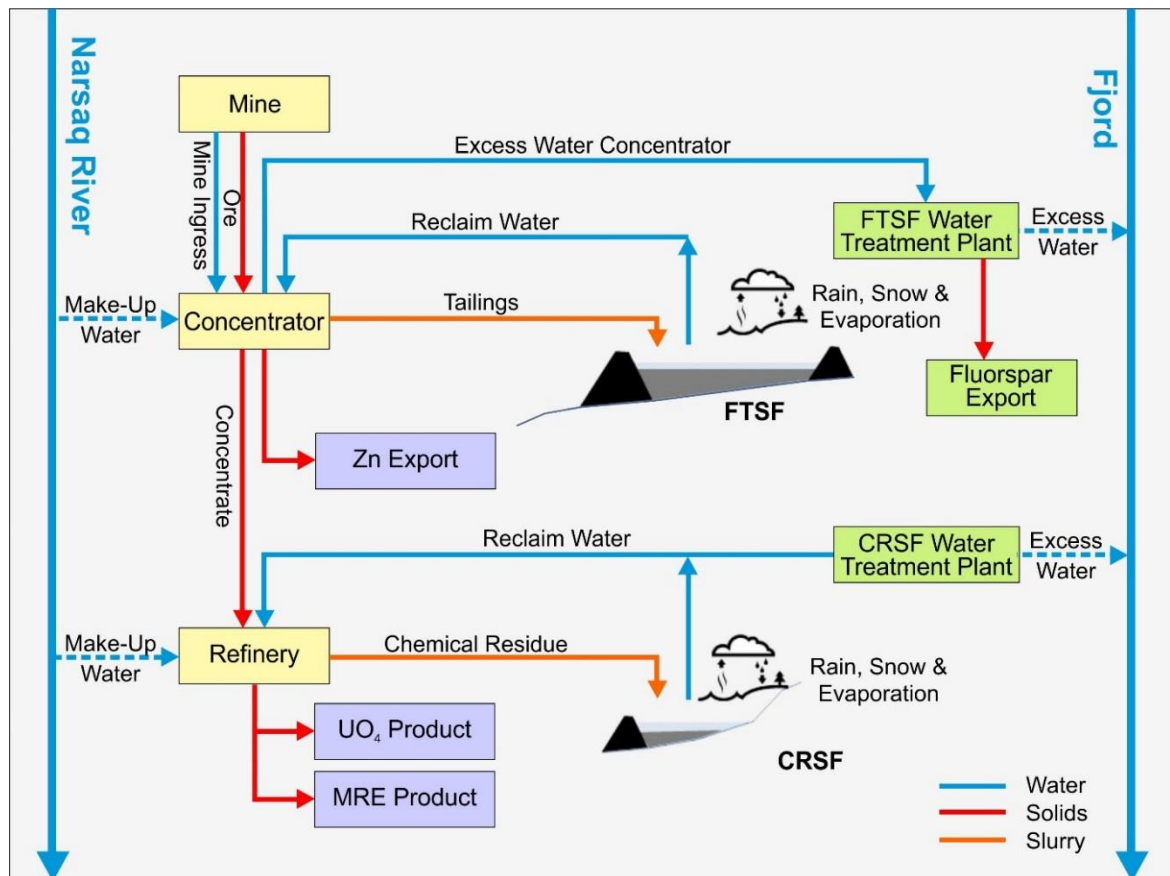 Narsaq River
Fjord
Mine
Mine Ingress
Ore
Excess Water Concentrator
Reclaim Water
FTSF Water
Treatment Plant
Excess
Water
Make-Up
Water
Concentrator
Tailings
Rain, Snow &
Evaporation
FTSF
Fluorspar
Export
Concentrate
Zn Export
Reclaim Water
CRSF Water
Treatment Plant
Excess
Water
Make-Up
Water
Refinery
Chemical Residue
Rain, Snow &
Evaporation
CRSF
UO₄ Product
MRE Product
Water
Solids
Slurry